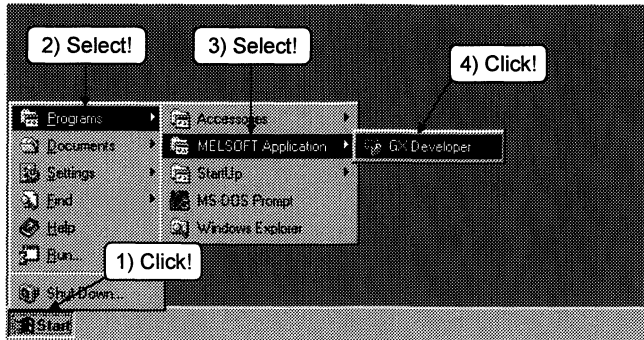 2) Select!
3) Select!
4) Click!
Programs
Documents
Settings
Find
Help
Run...
Shut Down...
Start
1) Click!
Accessories
MELSOFT Application
StartUp
MS-DOS Prompt
Windows Explorer
GX Developer